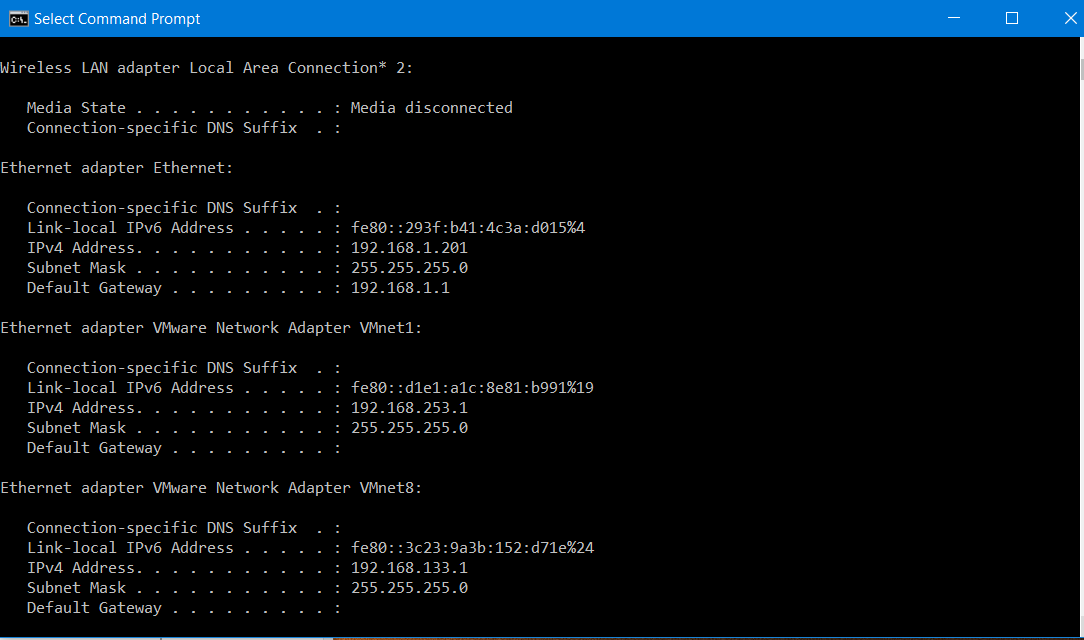 Select Command Prompt
Wireless LAN adapter Local Area Connection* 2:
Media State . . . . . . . . . . . : Media disconnected
Connection-specific DNS Suffix  . :
Ethernet adapter Ethernet:
Connection-specific DNS Suffix  . :
Link-local IPv6 Address . . . . . : fe80::293f:b41:4c3a:d015%4
IPv4 Address. . . . . . . . . . . : 192.168.1.201
Subnet Mask . . . . . . . . . . . : 255.255.255.0
Default Gateway . . . . . . . . . : 192.168.1.1
Ethernet adapter VMware Network Adapter VMnet1:
Connection-specific DNS Suffix  . :
Link-local IPv6 Address . . . . . : fe80::d1e1:a1c:8e81:b991%19
IPv4 Address. . . . . . . . . . . : 192.168.253.1
Subnet Mask . . . . . . . . . . . : 255.255.255.0
Default Gateway . . . . . . . . . :
Ethernet adapter VMware Network Adapter VMnet8:
Connection-specific DNS Suffix  . :
Link-local IPv6 Address . . . . . : fe80::3c23:9a3b:152:d71e%24
IPv4 Address. . . . . . . . . . . : 192.168.133.1
Subnet Mask . . . . . . . . . . . : 255.255.255.0
Default Gateway . . . . . . . . . :